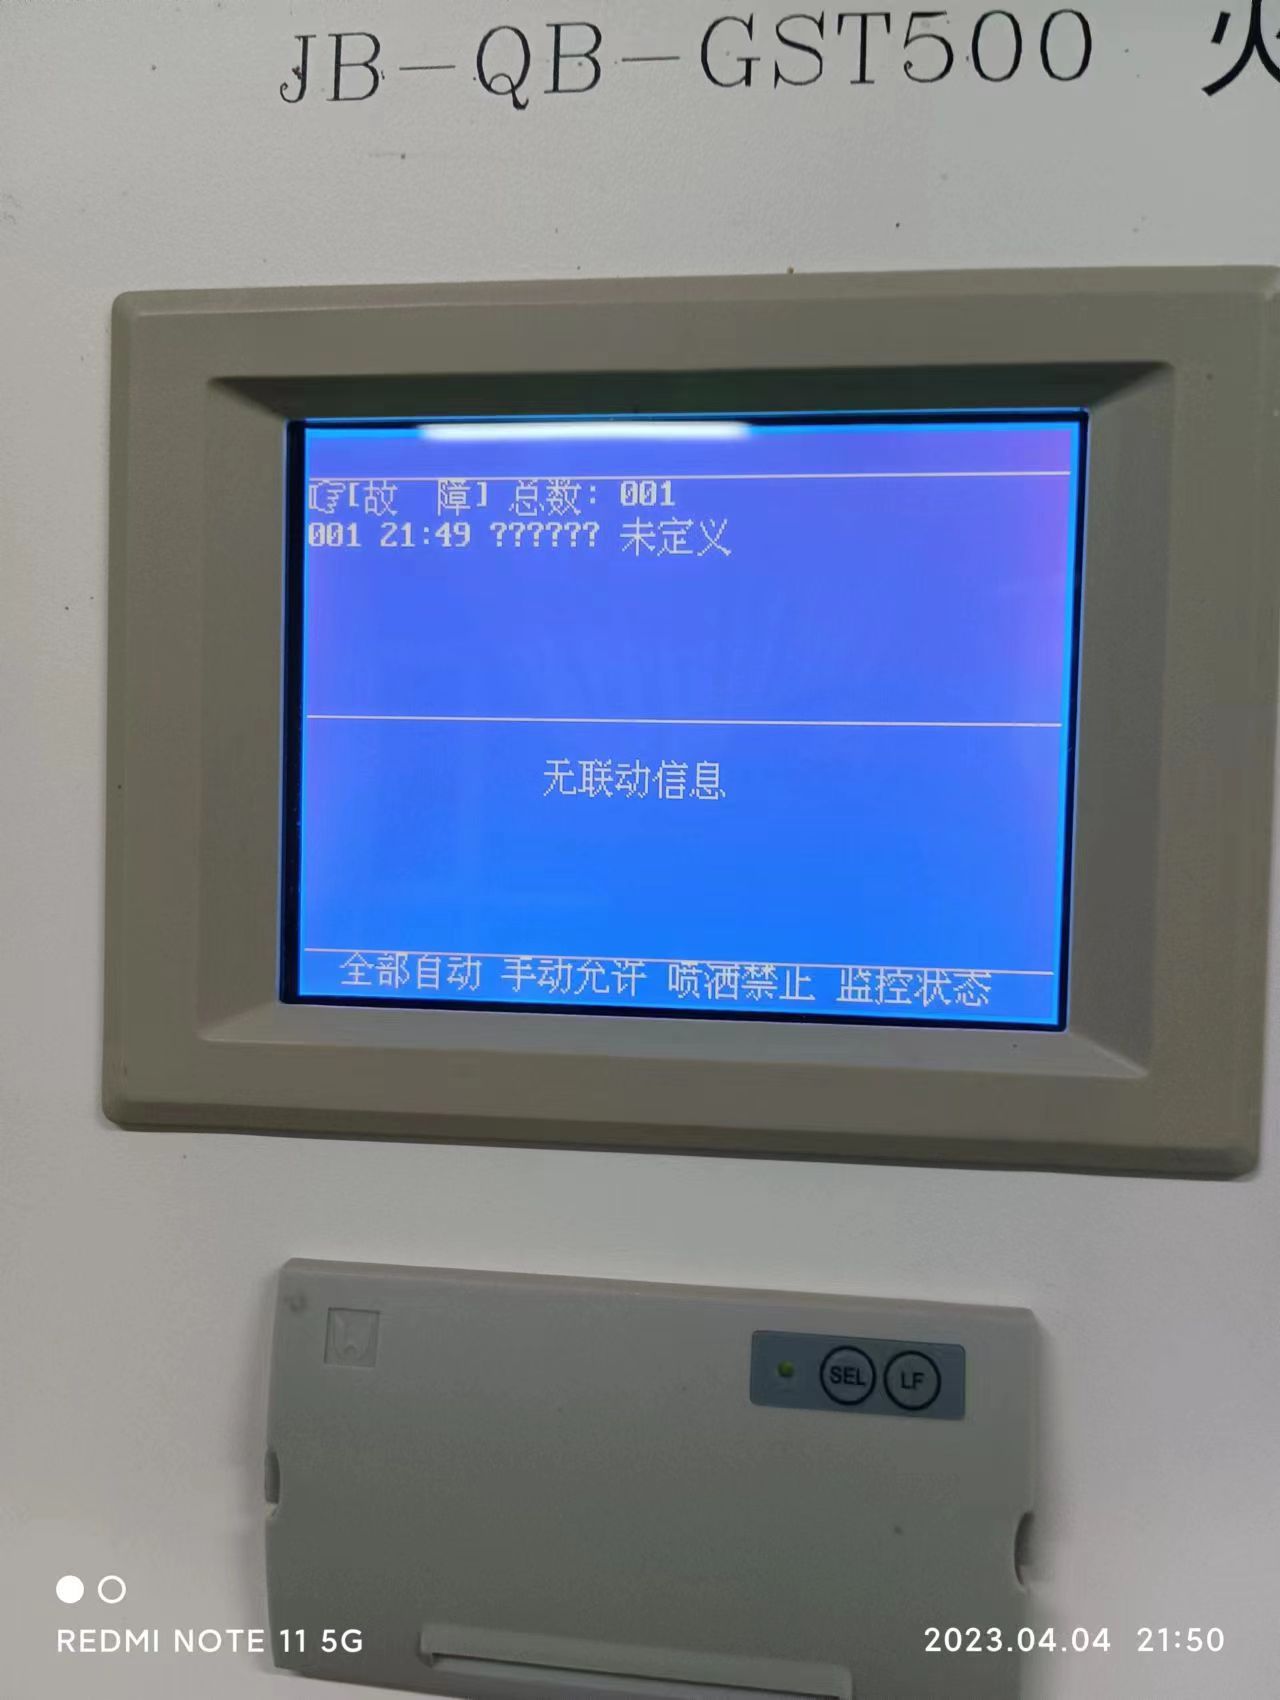 JB-QB-GST500 火
[故 障] 总数: 001
001 21:49 ?????? 未定义
无联动信息
全部自动 手动允许 喷洒禁止 监控状态
SEL LF
REDMI NOTE 11 5G
2023.04.04 21:50